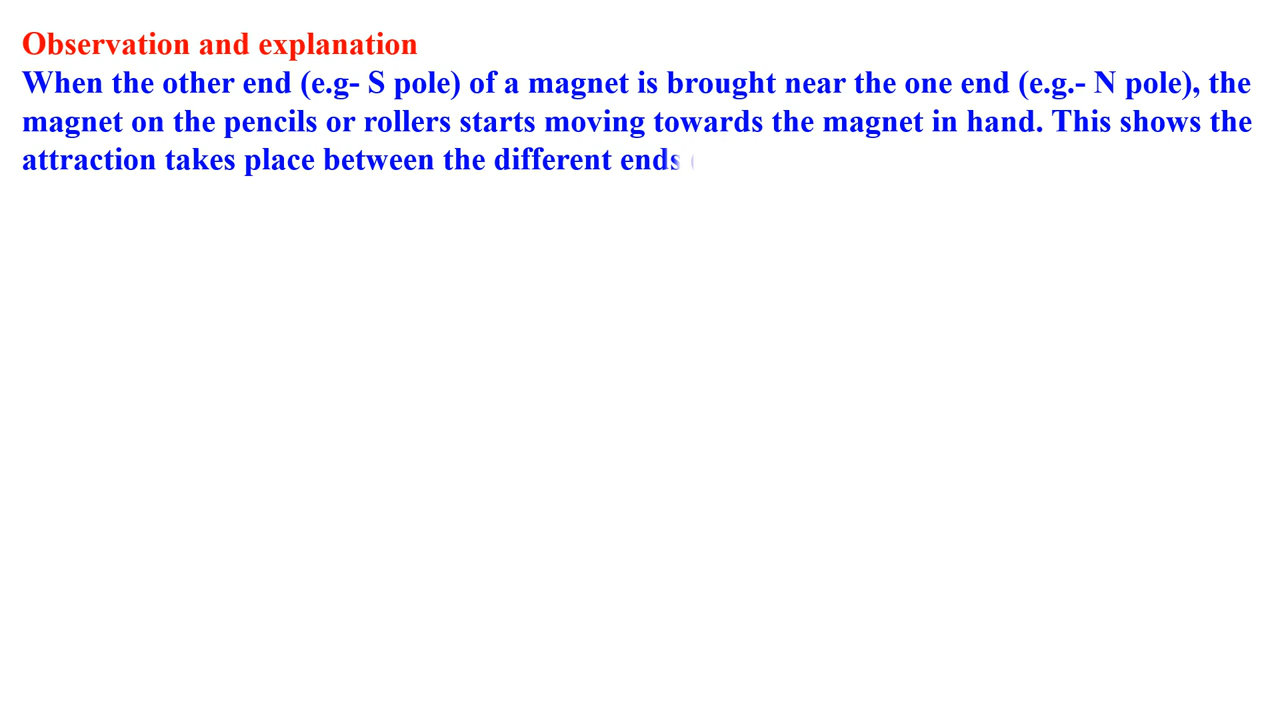 Observation and explanation
When the other end (e.g- S pole) of a magnet is brought near the one end (e.g.- N pole), the
magnet on the pencils or rollers starts moving towards the magnet in hand. This shows the
attraction takes place between the different ends